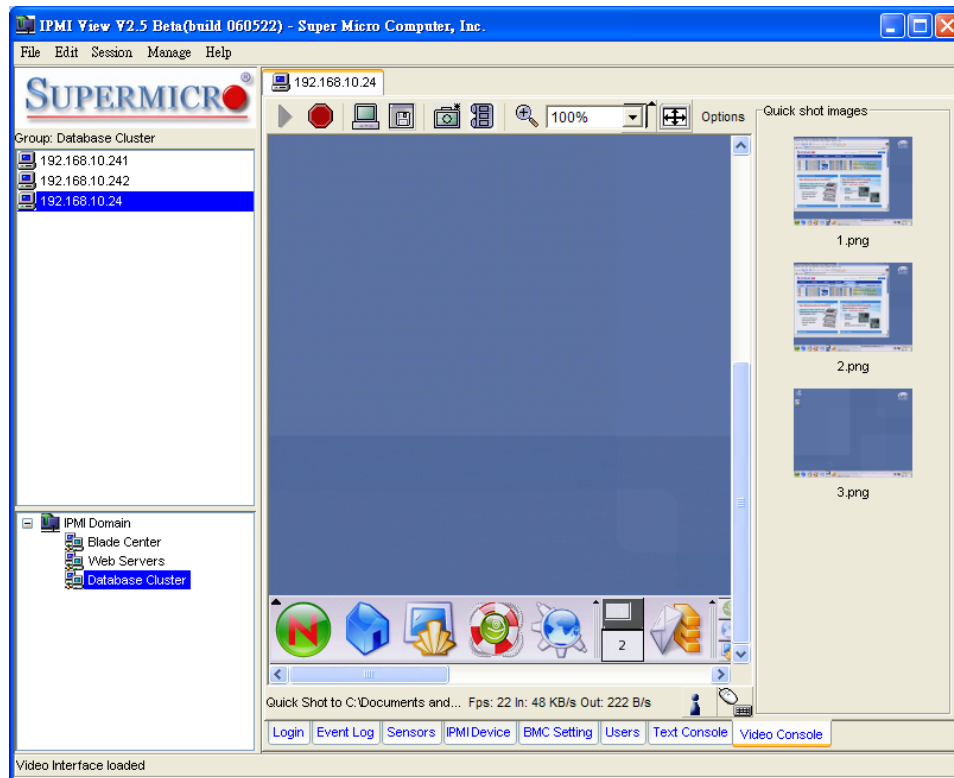 IPMI View V2.5 Beta(build 060522) - Super Micro Computer, Inc.
File Edit Session Manage Help
SUPERMICR®
Group: Database Cluster
192.168.10.241
192.168.10.242
192.168.10.24
IPMI Domain
Blade Center
Web Servers
Database Cluster
192.168.10.24
100%
Options
Quick shot images
1.png
2.png
3.png
N
2
Quick Shot to C:\Documents and... Fps: 22 In: 48 KB/s Out: 222 B/s
Login Event Log Sensors IPMI Device BMC Setting Users Text Console Video Console
Video Interface loaded